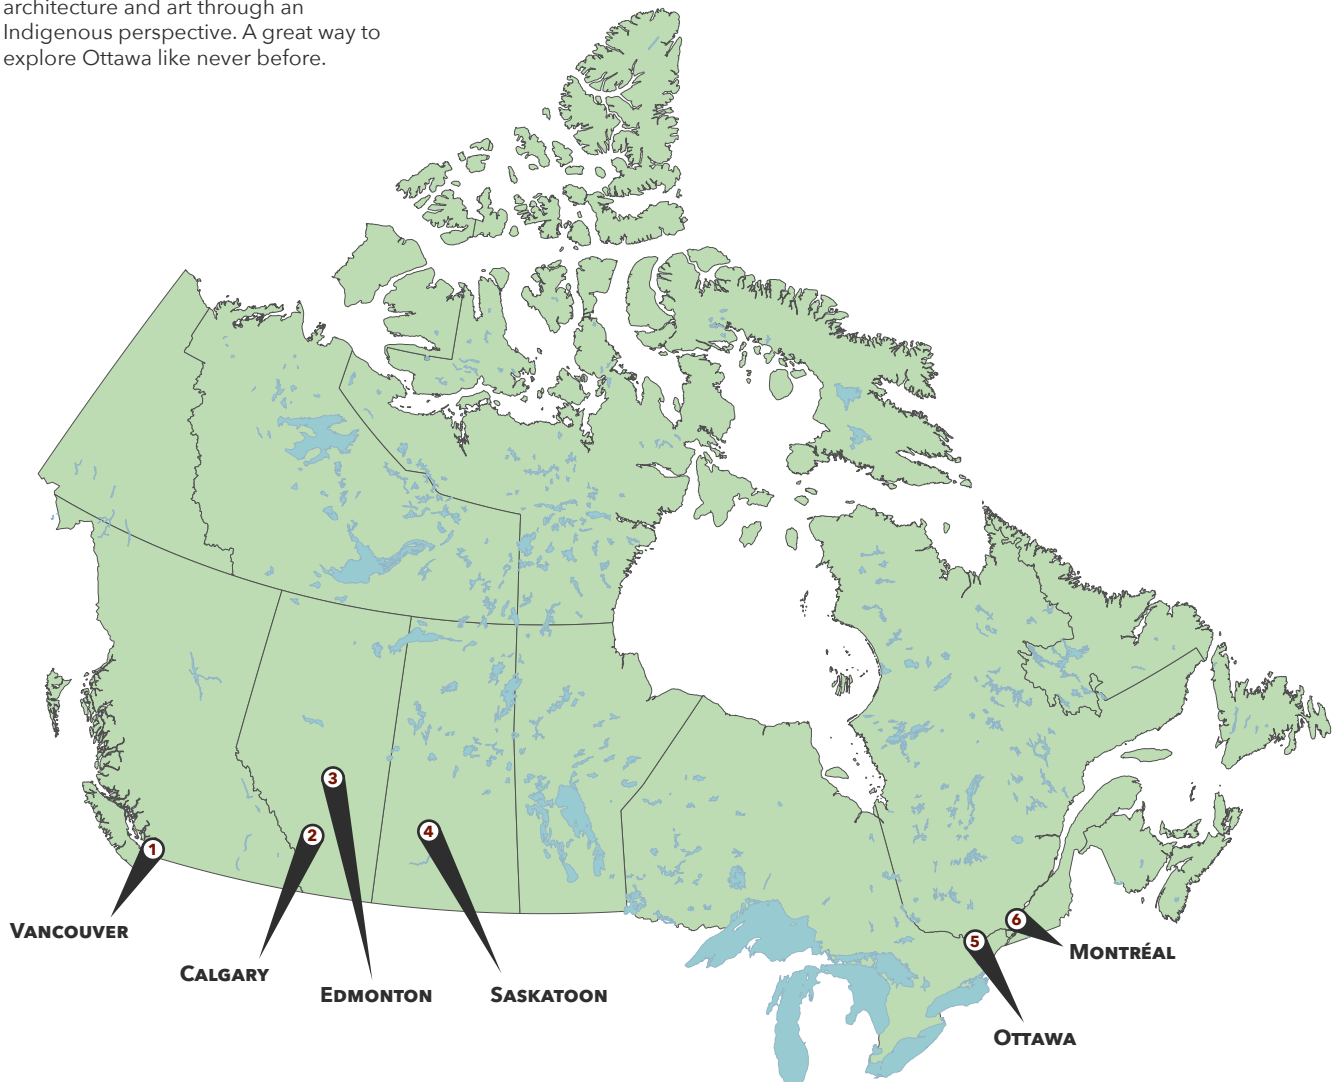 architecture and art through an
Indigenous perspective. A great way to
explore Ottawa like never before.
3
2
4
1
6
5
VANCOUVER
MONTRÉAL
CALGARY
EDMONTON
SASKATOON
OTTAWA